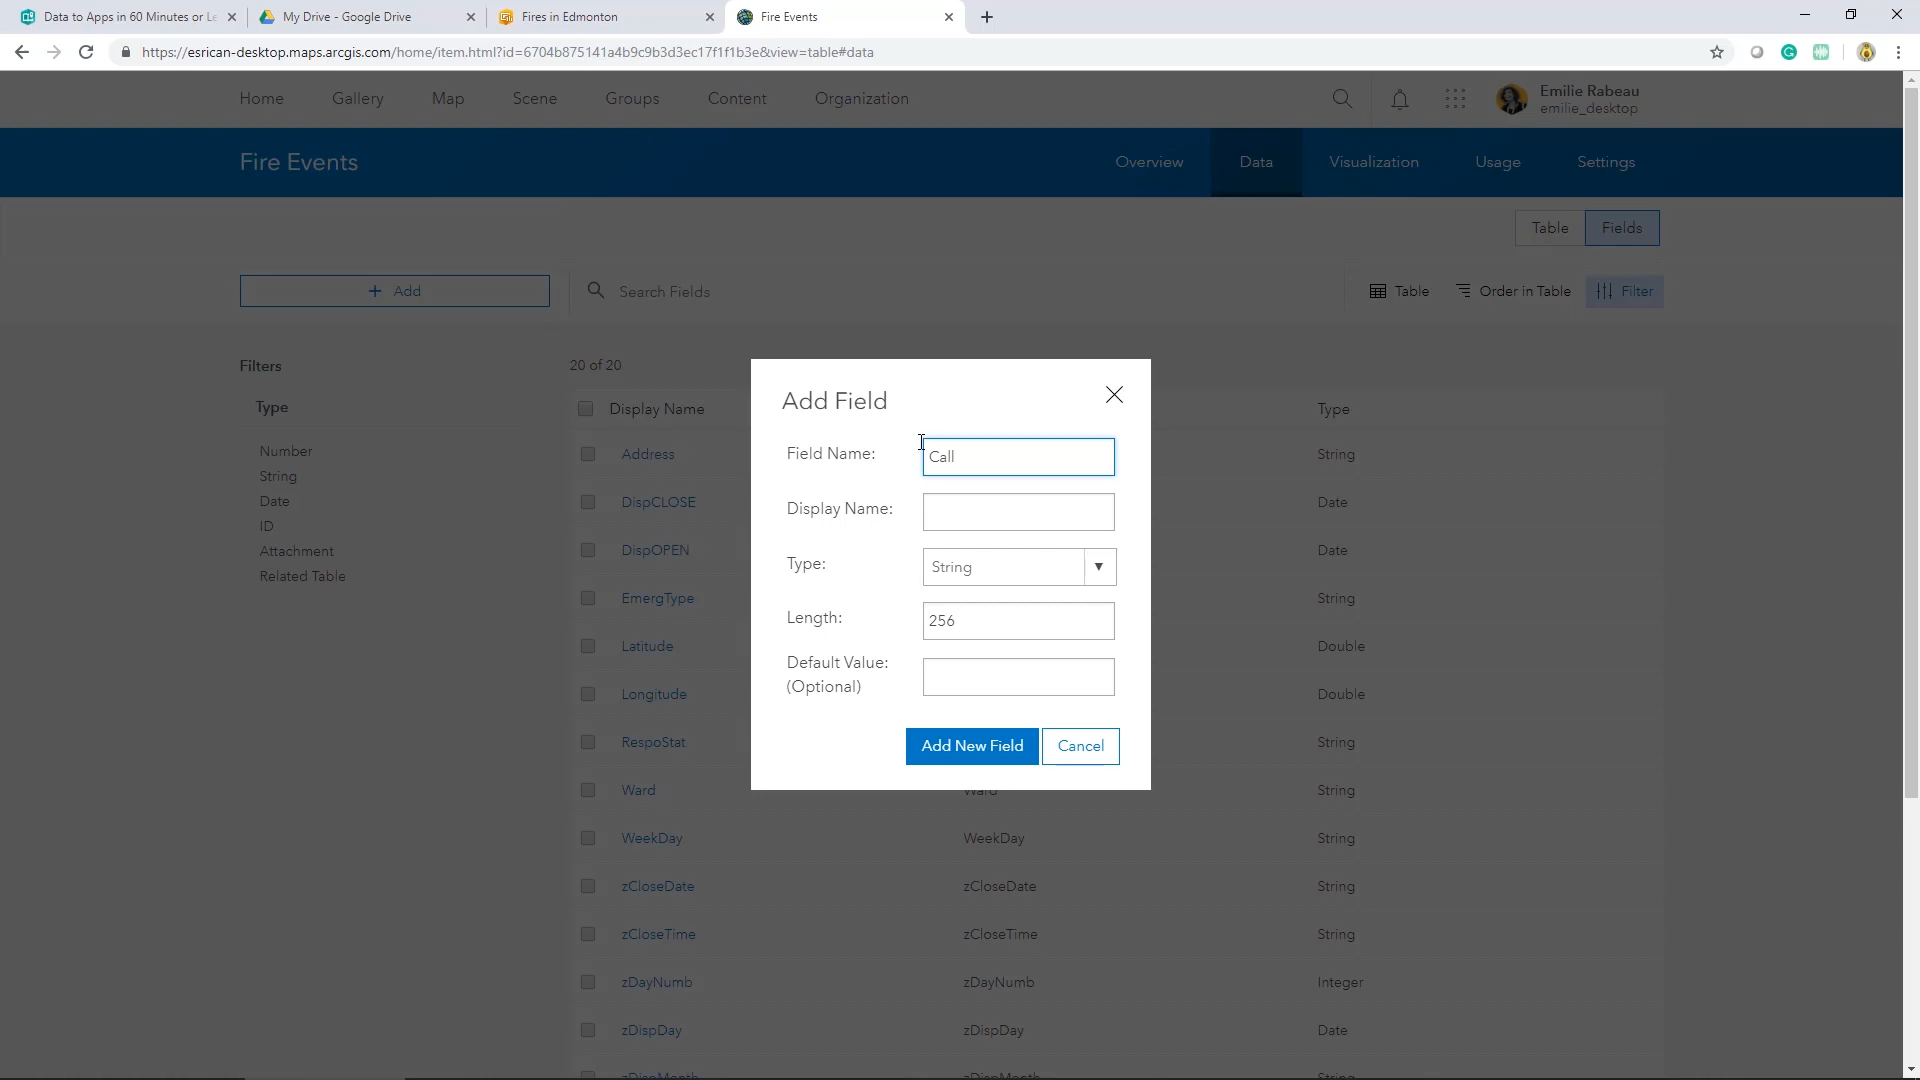 Data to Apps in 60 Minutes or Le
My Drive - Google Drive
Fires in Edmonton
Fire Events
https://esrican-desktop.maps.arcgis.com/home/item.html?id=6704b875141a4b9c9b3d3ec17f1f1b3e&view=table#data
Home
Gallery
Map
Scene
Groups
Content
Organization
Emilie Rabeau
emilie_desktop
Fire Events
Overview
Data
Visualization
Usage
Settings
Table
Fields
+ Add
Search Fields
Table
Order in Table
Filter
Filters
20 of 20
Type
Number
String
Date
ID
Attachment
Related Table
Display Name
Type
Address
String
DispCLOSE
Date
DispOPEN
Date
EmergType
String
Latitude
Double
Longitude
Double
RespoStat
String
Ward
Ward
String
WeekDay
WeekDay
String
zCloseDate
zCloseDate
String
zCloseTime
zCloseTime
String
zDayNumb
zDayNumb
Integer
zDispDay
zDispDay
Date
zDispMonth
zDispMonth
String
Add Field
Field Name:
Call
Display Name:
Type:
String
Length:
256
Default Value:
(Optional)
Add New Field
Cancel